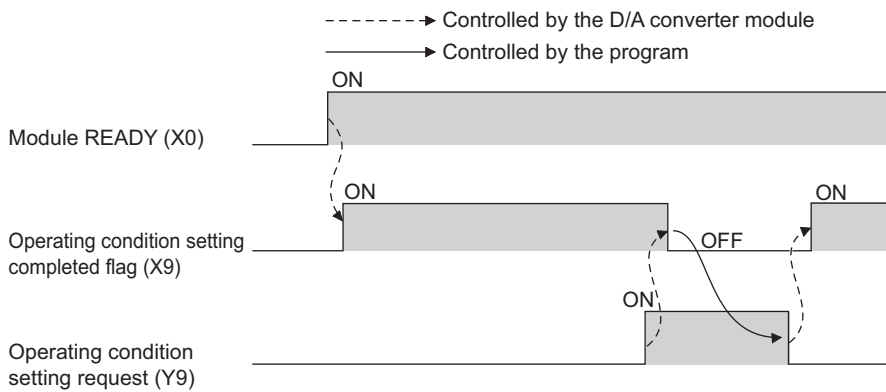 Controlled by the D/A converter module
Controlled by the program
ON
Module READY (X0)
ON
ON
Operating condition setting
completed flag (X9)
OFF
ON
Operating condition
setting request (Y9)